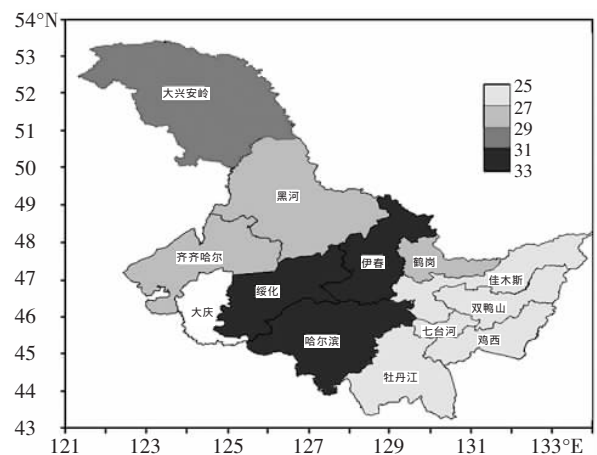 54°N
53
52
51
50
49
48
47
46
45
44
43
121
123
125
127
129
131
133°E
25
27
29
31
33
大兴安岭
黑河
齐齐哈尔
伊春
鹤岗
佳木斯
绥化
大庆
双鸭山
哈尔滨
七台河
鸡西
牡丹江